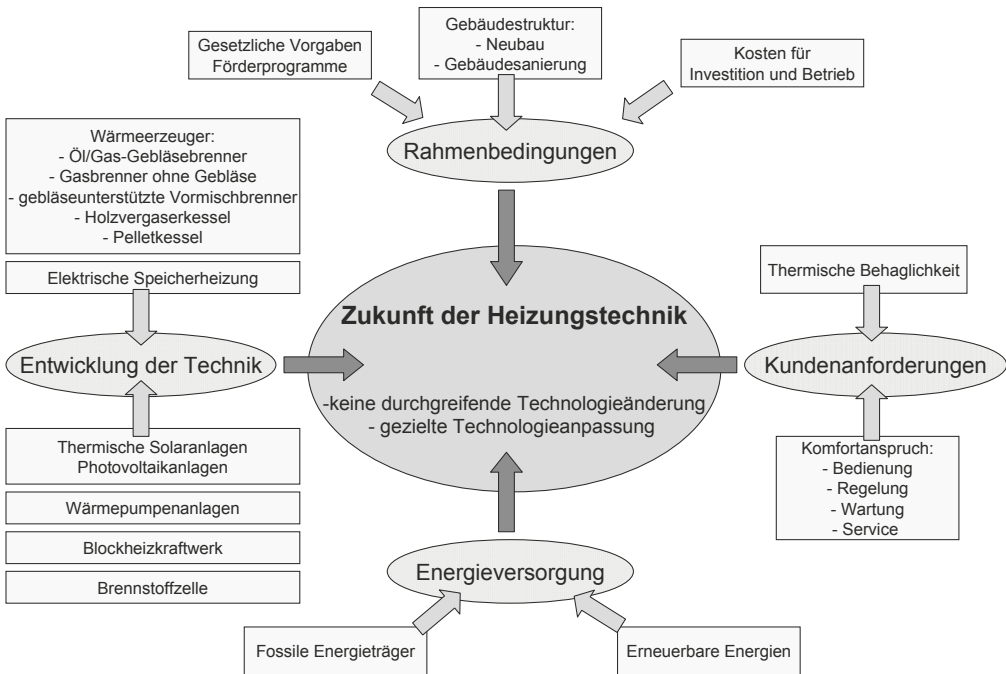 Gesetzliche Vorgaben
Förderprogramme
Gebäudestruktur:
- Neubau
- Gebäudesanierung
Kosten für
Investition und Betrieb
Rahmenbedingungen
Wärmeerzeuger:
- Öl/Gas-Gebläsebrenner
- Gasbrenner ohne Gebläse
- gebläseunterstützte Vormischbrenner
- Holzvergaserkessel
- Pelletkessel
Elektrische Speicherheizung
Entwicklung der Technik
Thermische Solaranlagen
Photovoltaikanlagen
Wärmepumpenanlagen
Blockheizkraftwerk
Brennstoffzelle
Zukunft der Heizungstechnik
-keine durchgreifende Technologieänderung
- gezielte Technologieanpassung
Thermische Behaglichkeit
Kundenanforderungen
Komfortanspruch:
- Bedienung
- Regelung
- Wartung
- Service
Energieversorgung
Fossile Energieträger
Erneuerbare Energien